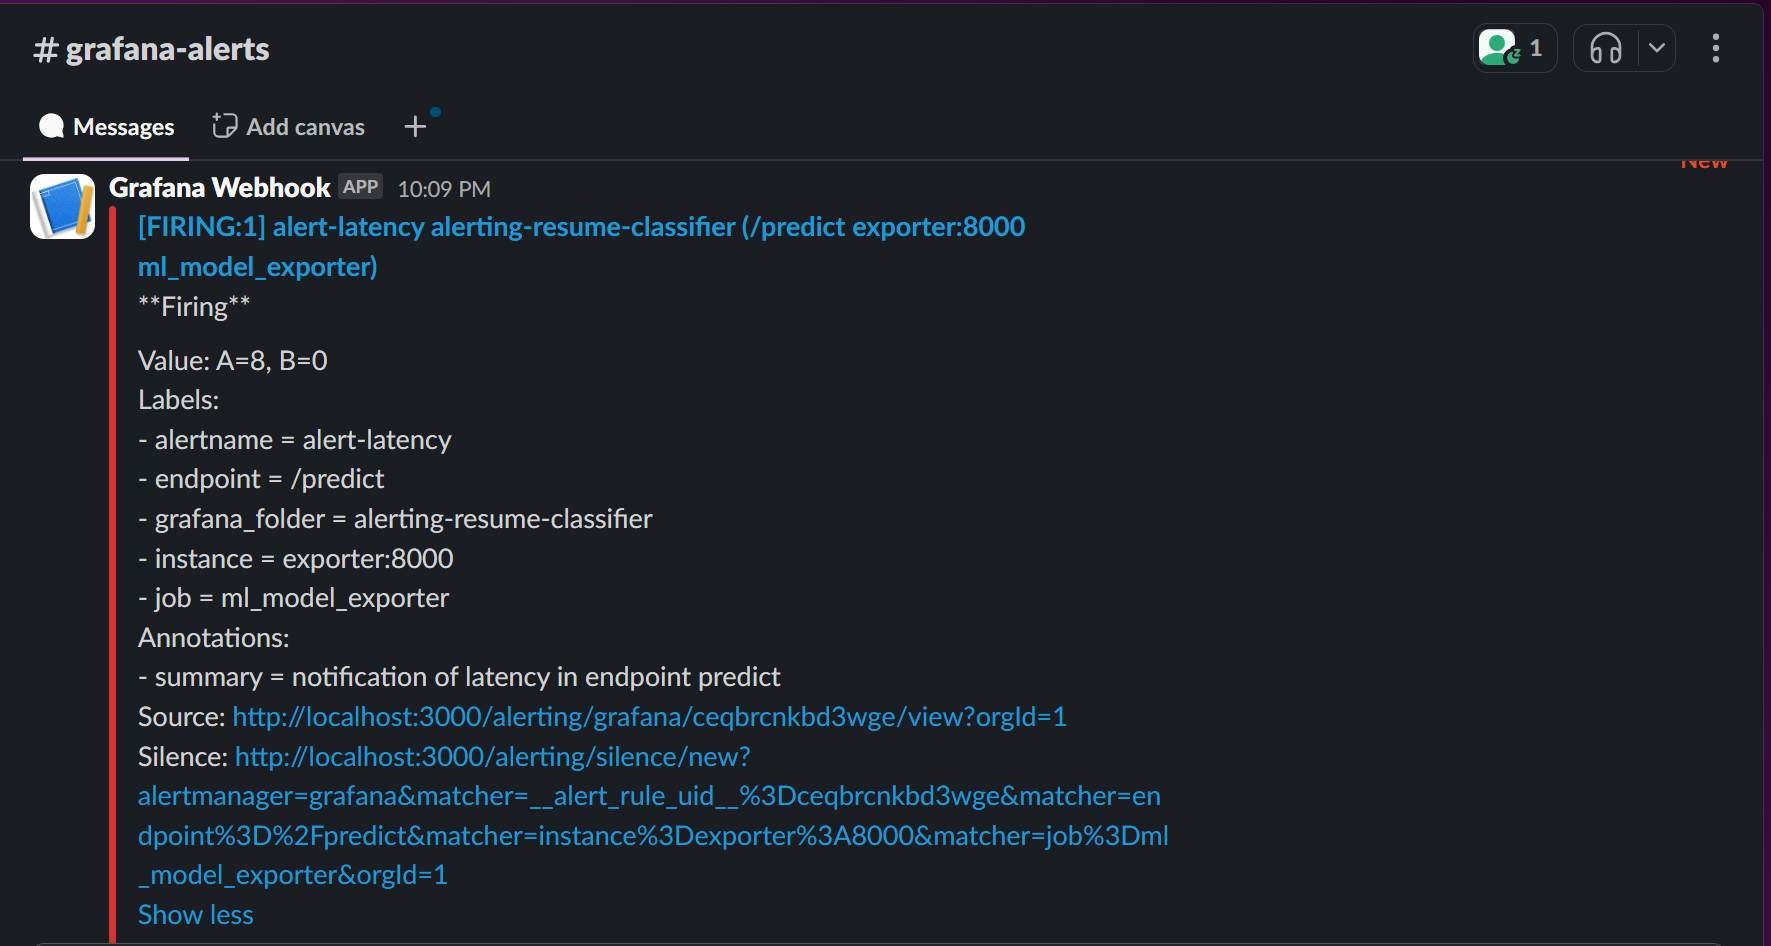 # grafana-alerts
1
Messages
Add canvas
New
Grafana Webhook APP 10:09 PM
[FIRING:1] alert-latency alerting-resume-classifier (/predict exporter:8000
ml_model_exporter)
**Firing**
Value: A=8, B=0
Labels:
- alertname = alert-latency
- endpoint = /predict
- grafana_folder = alerting-resume-classifier
- instance = exporter:8000
- job = ml_model_exporter
Annotations:
- summary = notification of latency in endpoint predict
Source: http://localhost:3000/alerting/grafana/ceqbrcnkbd3wge/view?orgId=1
Silence: http://localhost:3000/alerting/silence/new?
alertmanager=grafana&matcher=__alert_rule_uid__%3Dceqbrcnkbd3wge&matcher=en
dpoint%3D%2Fpredict&matcher=instance%3Dexporter%3A8000&matcher=job%3Dml
_model_exporter&orgId=1
Show less